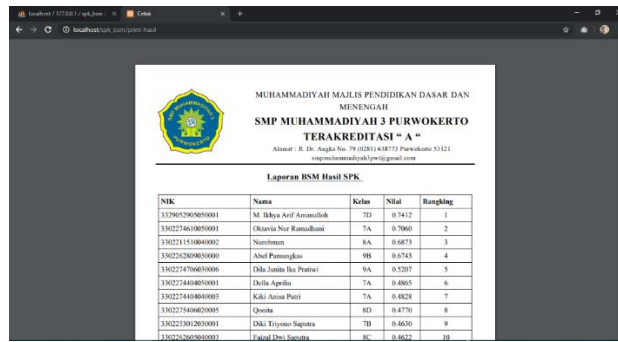 localhost / 127.0.0.1 / spk_bsm /
Cetak
localhost/spk_bsm/print-hasil
MUHAMMADIYAH MAJLIS PENDIDIKAN DASAR DAN
MENENGAH
SMP MUHAMMADIYAH 3 PURWOKERTO
TERAKREDITASI “ A “
Alamat : Jl. Dr. Angka No. 79 (0281) 638773 Purwokerto 53121
smpmuhammadiyah3pwt@gmail.com
Laporan BSM Hasil SPK
NIK Nama Kelas Nilai Rangking
3329052905050001 M. Ikhya Arif Amanulloh 7D 0.7412 1
3302274610050001 Oktavia Nur Ramadhani 7A 0.7060 2
3302211510040002 Nurohman 8A 0.6873 3
3302262809030000 Abel Pamungkas 9B 0.6743 4
3302274706030006 Dila Junita Ika Pratiwi 9A 0.5207 5
3302274404050001 Della Aprilia 7A 0.4865 6
3302274404040003 Kiki Anisa Putri 7A 0.4828 7
3302275406020005 Qonita 8D 0.4770 8
3302253012030001 Diki Triyono Saputra 7B 0.4630 9
3302262605040003 Faizal Dwi Saputra 8C 0.4622 10